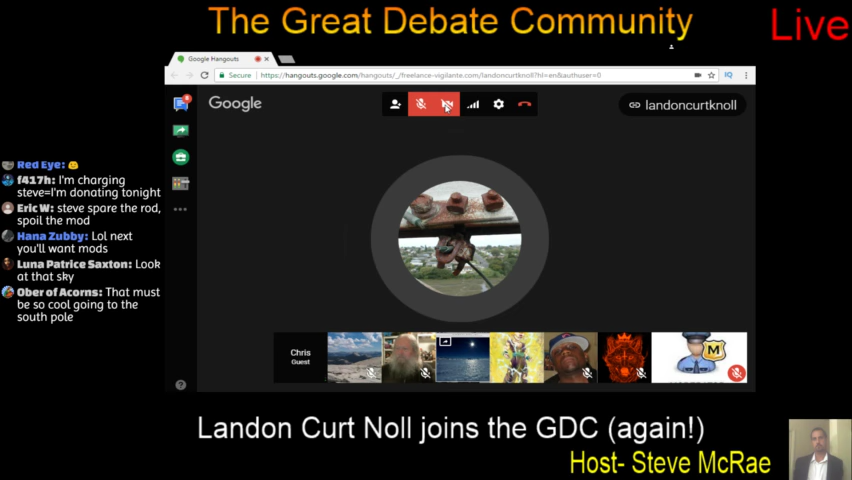 The Great Debate Community
Live
Google Hangouts
Secure
https://hangouts.google.com/hangouts/_/freelance-vigilante.com/landoncurtknoll?hl=en&authuser=0
IQ
Google
landoncurtknoll
Red Eye:
f417h: I'm charging
steve=I'm donating tonight
Eric W: steve spare the rod,
spoil the mod
Hana Zubby: Lol next
you'll want mods
Luna Patrice Saxton: Look
at that sky
Ober of Acorns: That must
be so cool going to the
south pole
Chris
Guest
M
?
Landon Curt Noll joins the GDC (again!)
Host- Steve McRae